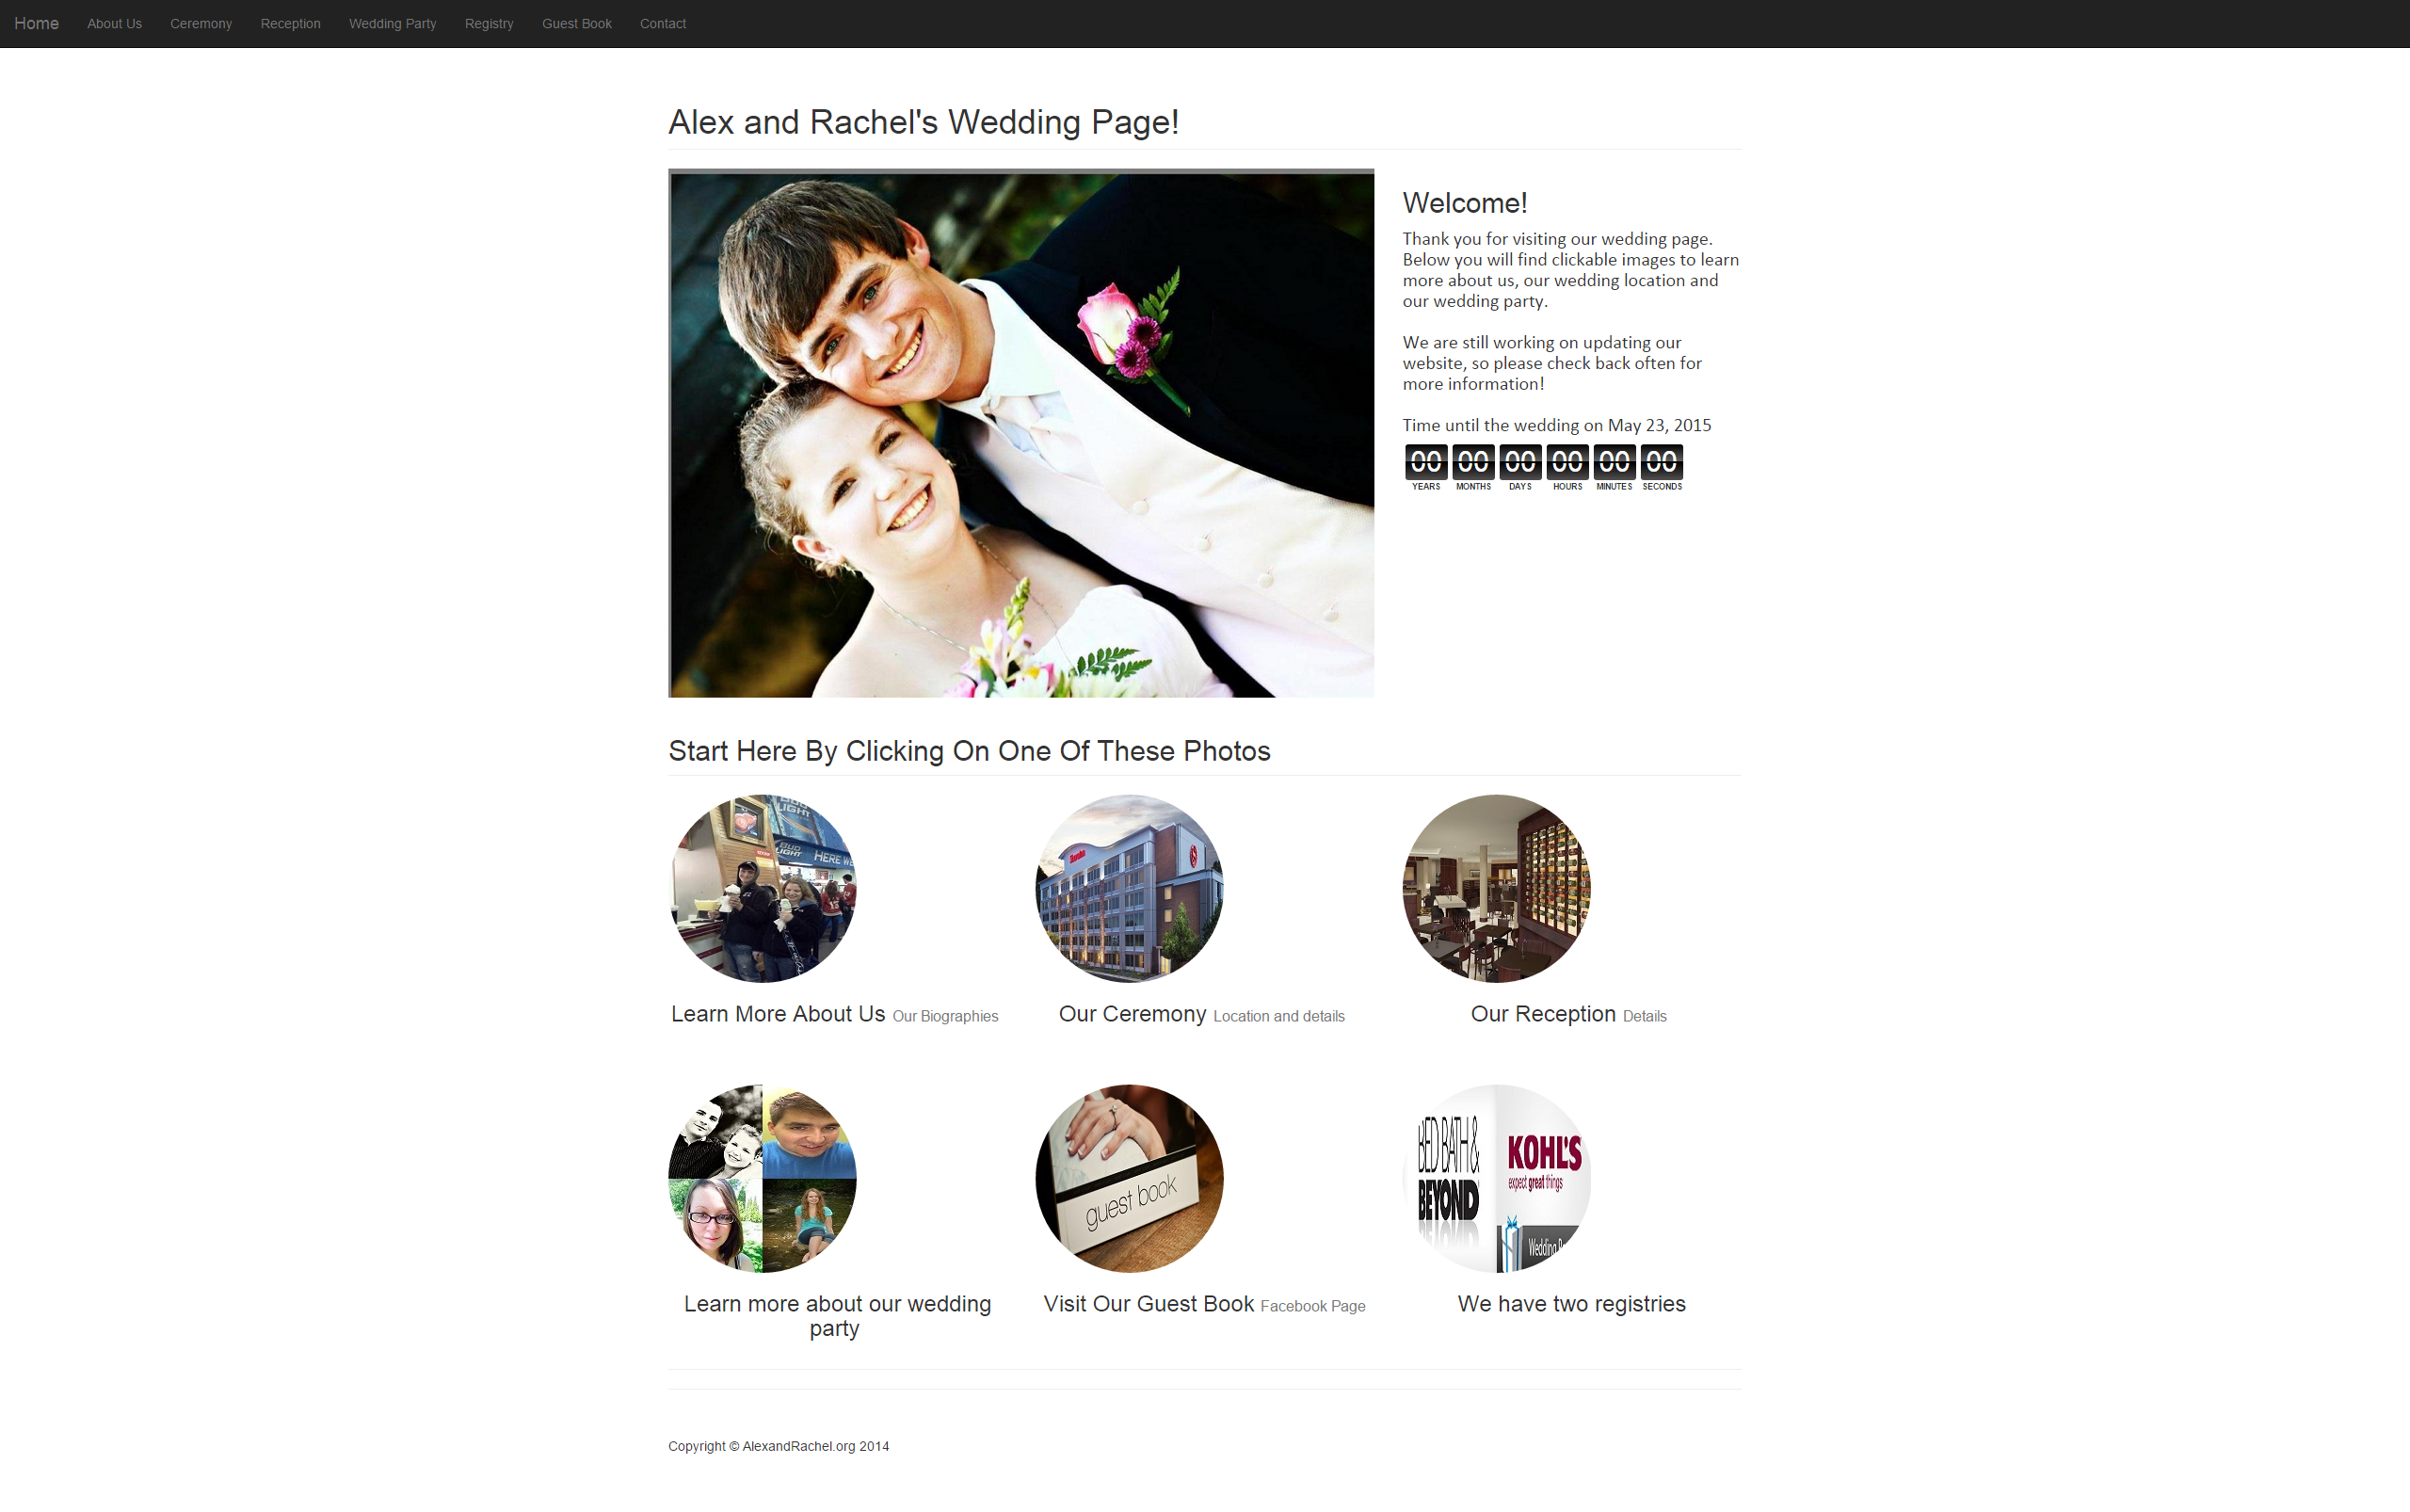 Home About Us Ceremony Reception Wedding Party Registry Guest Book Contact
Alex and Rachel's Wedding Page!
Welcome!
Thank you for visiting our wedding page.
Below you will find clickable images to learn
more about us, our wedding location and
our wedding party.
We are still working on updating our
website, so please check back often for
more information!
Time until the wedding on May 23, 2015
00 00 00 00 00 00
YEARS MONTHS DAYS HOURS MINUTES SECONDS
Start Here By Clicking On One Of These Photos
LIGHT
BUD
LIGHT
HERE
Sheraton
Learn More About Us Our Biographies
Our Ceremony Location and details
Our Reception Details
guest book
BED BATH &
BEYOND
KOHL'S
expect great things
Wedding
Learn more about our wedding
party
Visit Our Guest Book Facebook Page
We have two registries
Copyright © AlexandRachel.org 2014